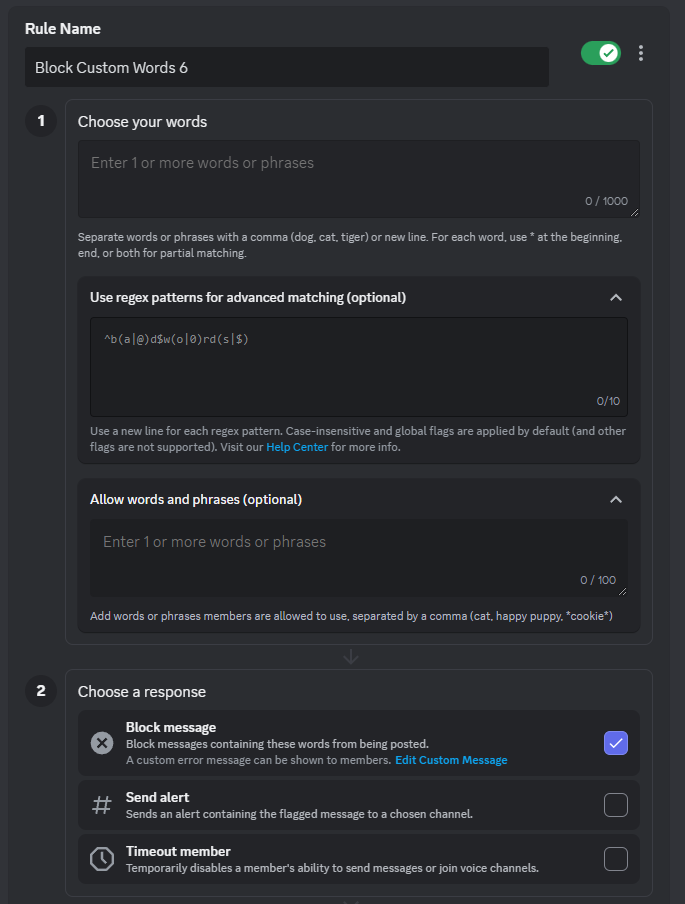 Rule Name
Block Custom Words 6
1
Choose your words
Enter 1 or more words or phrases
0 / 1000
Separate words or phrases with a comma (dog, cat, tiger) or new line. For each word, use * at the beginning,
end, or both for partial matching.
Use regex patterns for advanced matching (optional)
^b(a|@)d$w(o|0)rd(s|$)
0/10
Use a new line for each regex pattern. Case-insensitive and global flags are applied by default (and other
flags are not supported). Visit our Help Center for more info.
Allow words and phrases (optional)
Enter 1 or more words or phrases
0 / 100
Add words or phrases members are allowed to use, separated by a comma (cat, happy puppy, *cookie*)
2
Choose a response
Block message
Block messages containing these words from being posted.
A custom error message can be shown to members. Edit Custom Message
Send alert
Sends an alert containing the flagged message to a chosen channel.
Timeout member
Temporarily disables a member's ability to send messages or join voice channels.